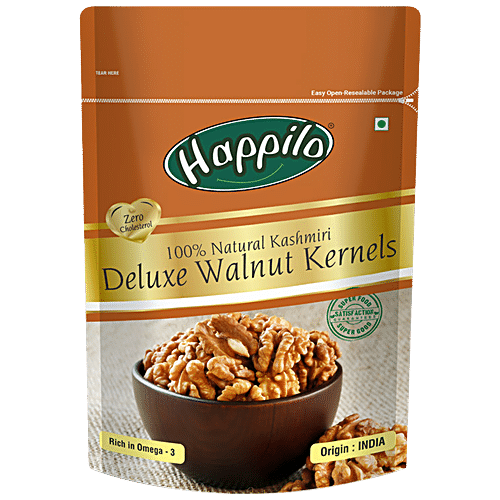 TEAR HERE
Easy Open-Resealable Package
Happilo
Zero
Cholesterol
100% Natural Kashmiri
Deluxe Walnut Kernels
SUPER FOOD
SATISFACTION
GUARANTEED
SUPER GOOD
Rich in Omega - 3
Origin : INDIA